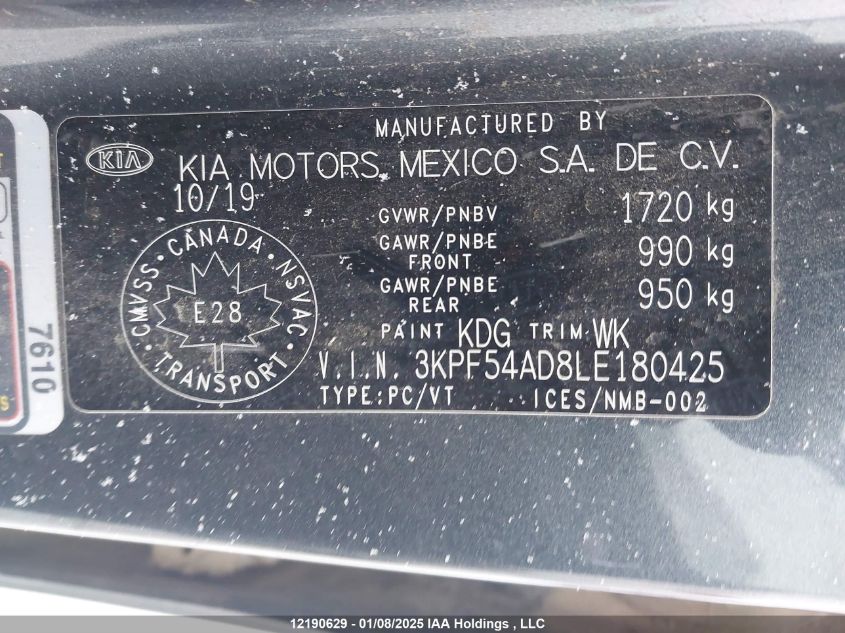 MANUFACTURED BY
KIA
KIA MOTORS MEXICO S.A. DE C.V.
10/19
GVWR/PNBV 1720 kg
GAWR/PNBE FRONT 990 kg
GAWR/PNBE REAR 950 kg
CMVSS • CANADA • NSVAC • TRANSPORT
E28
PAINT KDG TRIM WK
V.I.N. 3KPF54AD8LE180425
TYPE:PC/VT ICES/NMB-002
7610
12190629 - 01/08/2025 IAA Holdings , LLC